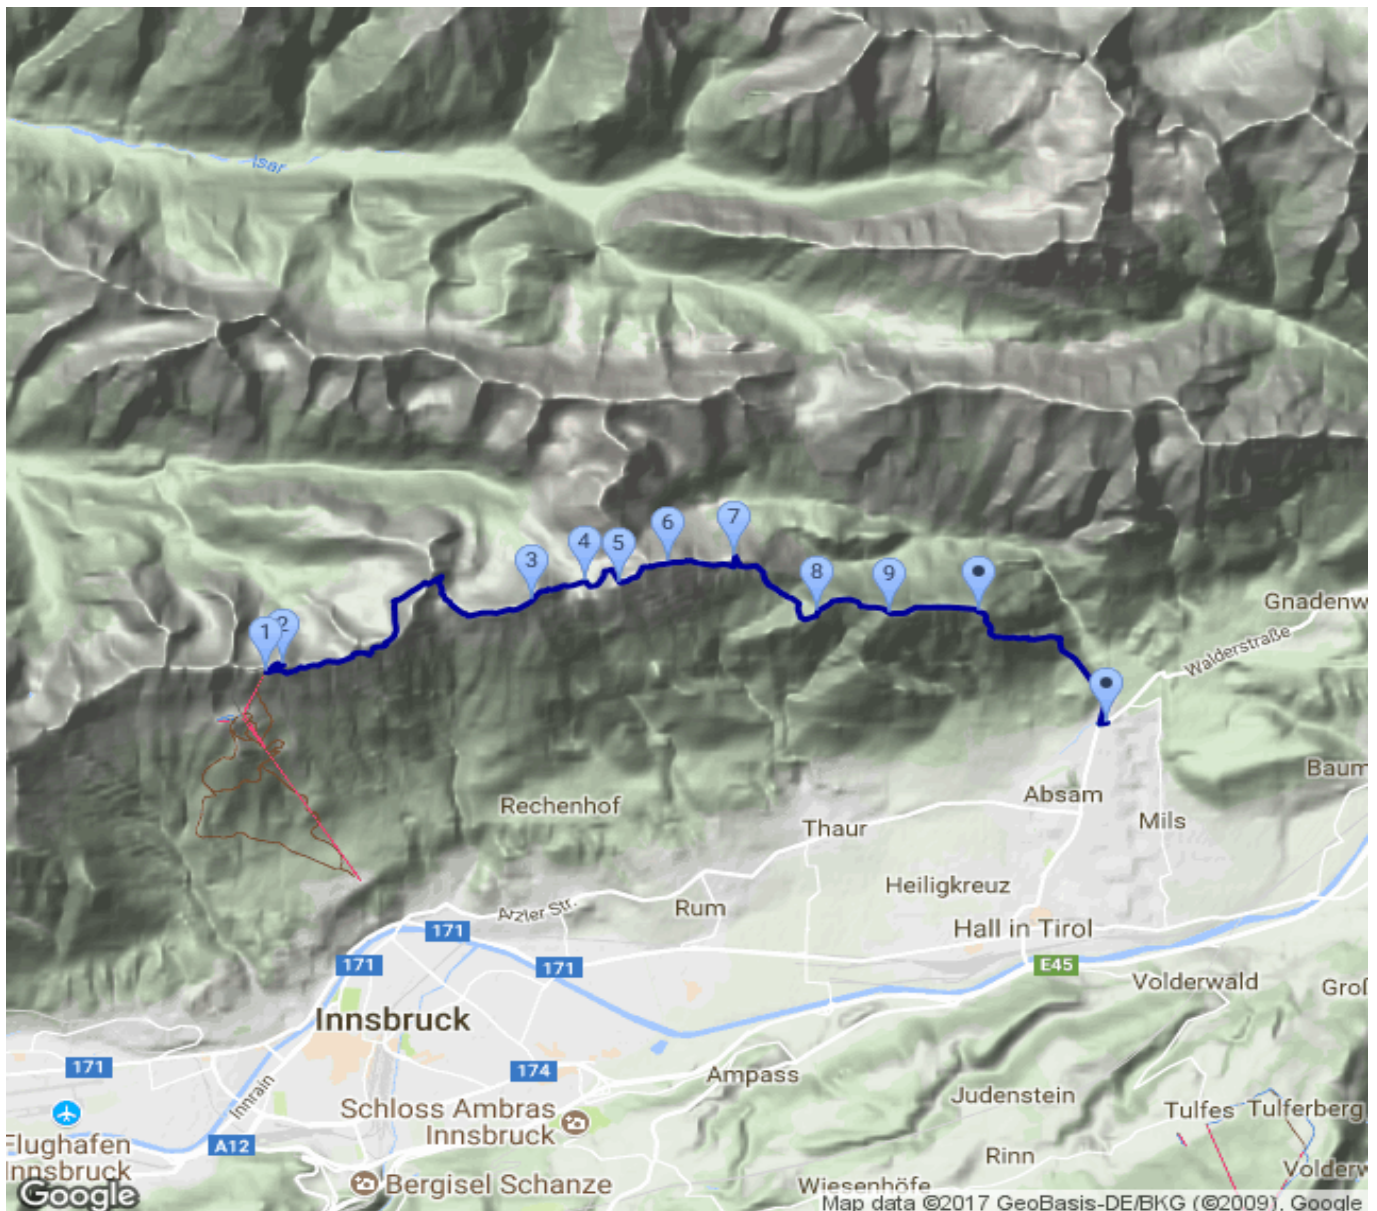 Isar
7
6
4
5
3
8
9
1
2
Gnadenw
Walderstraße
Baum
Absam
Rechenhof
Mils
Thaur
Heiligkreuz
Arzler Str.
Rum
Hall in Tirol
171
171
171
E45
Volderwald
Groß
Innsbruck
171
174
Ampass
Innrain
Judenstein
Schloss Ambras
Innsbruck
Tulfes
Tulferberg
Flughafen
Innsbruck
A12
Rinn
Volderw
Bergisel Schanze
Wiesenhöfe
Google
Map data ©2017 GeoBasis-DE/BKG (©2009), Google